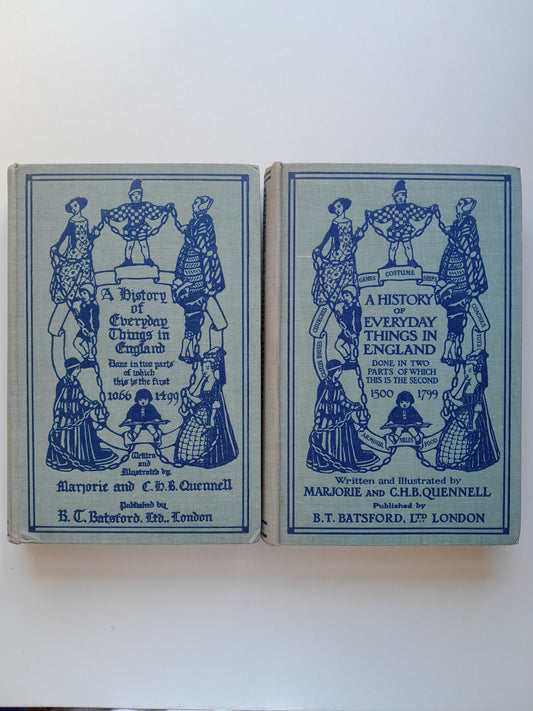 A History
of
Everyday
Things in
England
Done in two parts
of which
this is the first
1066 1499
Written
and
Illustrated by
Marjorie and C.H.B. Quennell
Published by
B. T. Batsford, Ltd., London
GAMES COSTUME SHIPS
A HISTORY
OF
EVERYDAY
THINGS IN
ENGLAND
DONE IN TWO
PARTS OF WHICH
THIS IS THE SECOND
1500 1799
ARMOUR MEALS FOOD
Written and Illustrated by
MARJORIE AND C.H.B. QUENNELL
Published by
B.T. BATSFORD, LTD LONDON